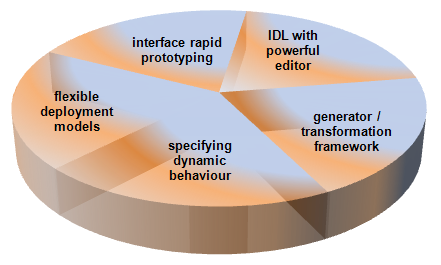 interface rapid
prototyping
IDL with
powerful
editor
flexible
deployment
models
generator /
transformation
framework
specifying
dynamic
behaviour